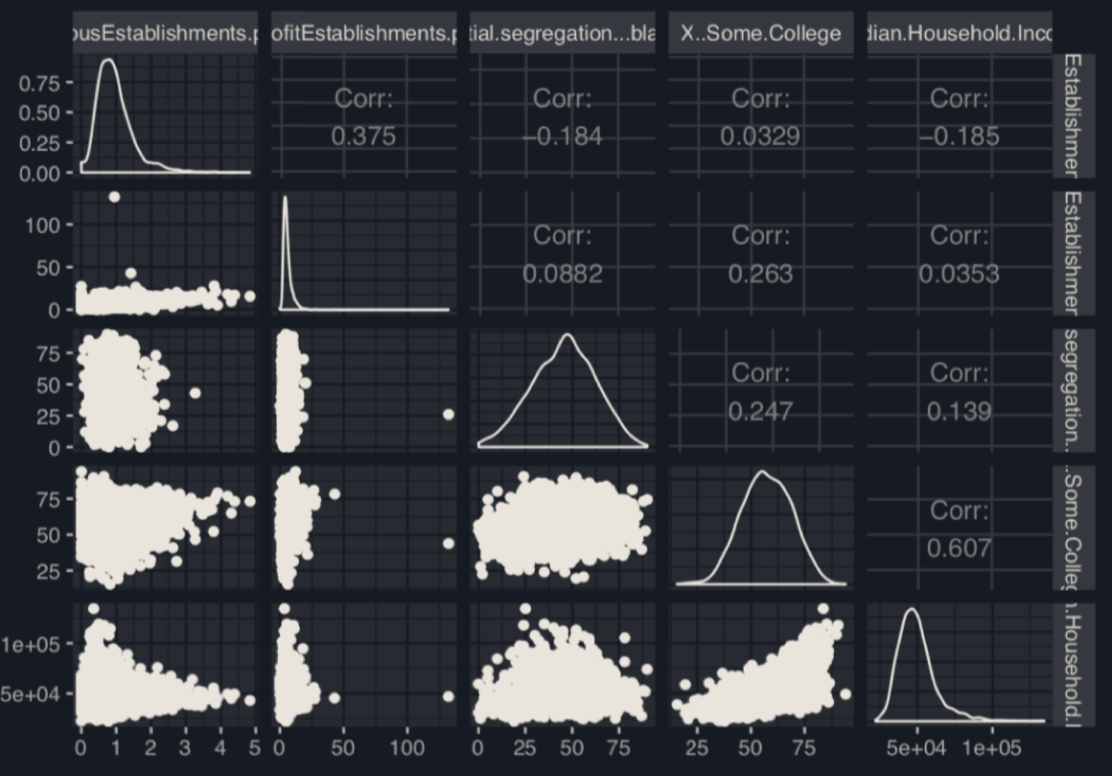 ousEstablishments.p
ofitEstablishments.p
tial.segregation...bla
X..Some.College
dian.Household.Inco
0.75
0.50
0.25
0.00
Corr:
0.375
Corr:
−0.184
Corr:
0.0329
Corr:
−0.185
Establishmen
100
50
0
Corr:
0.0882
Corr:
0.263
Corr:
0.0353
Establishmen
75
50
25
0
Corr:
0.247
Corr:
0.139
segregation..
75
50
25
Corr:
0.607
..Some.Colleg
1e+05
5e+04
n.Household.I
0 1 2 3 4 5
0 50 100
0 25 50 75
25 50 75
5e+04 1e+05